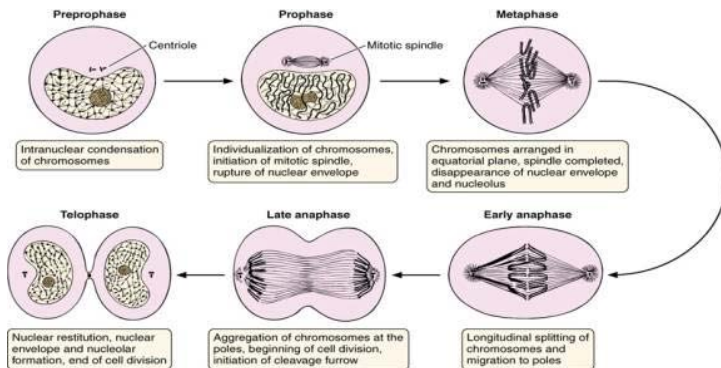 Preprophase
Centriole
Intranuclear condensation
of chromosomes
Prophase
Mitotic spindle
Individualization of chromosomes,
initiation of mitotic spindle,
rupture of nuclear envelope
Metaphase
Chromosomes arranged in
equatorial plane, spindle completed,
disappearance of nuclear envelope
and nucleolus
Telophase
Nuclear restitution, nuclear
envelope and nucleolar
formation, end of cell division
Late anaphase
Aggregation of chromosomes at the
poles, beginning of cell division,
initiation of cleavage furrow
Early anaphase
Longitudinal splitting of
chromosomes and
migration to poles